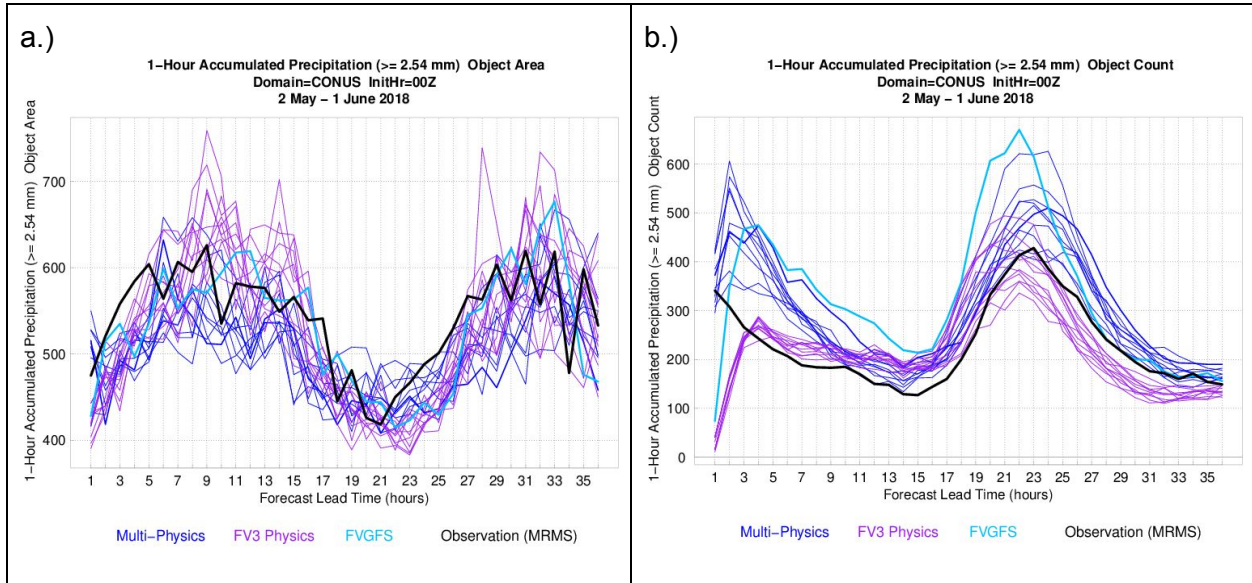 a.)
1−Hour Accumulated Precipitation (>= 2.54 mm)  Object Area
Domain=CONUS  InitHr=00Z
2 May − 1 June 2018
1−Hour Accumulated Precipitation (>= 2.54 mm)  Object Area
700
600
500
400
1 3 5 7 9 11 13 15 17 19 21 23 25 27 29 31 33 35
Forecast Lead Time (hours)
Multi−Physics FV3 Physics FVGFS Observation (MRMS)
b.)
1−Hour Accumulated Precipitation (>= 2.54 mm)  Object Count
Domain=CONUS  InitHr=00Z
2 May − 1 June 2018
1−Hour Accumulated Precipitation (>= 2.54 mm)  Object Count
600
500
400
300
200
100
0
1 3 5 7 9 11 13 15 17 19 21 23 25 27 29 31 33 35
Forecast Lead Time (hours)
Multi−Physics FV3 Physics FVGFS Observation (MRMS)